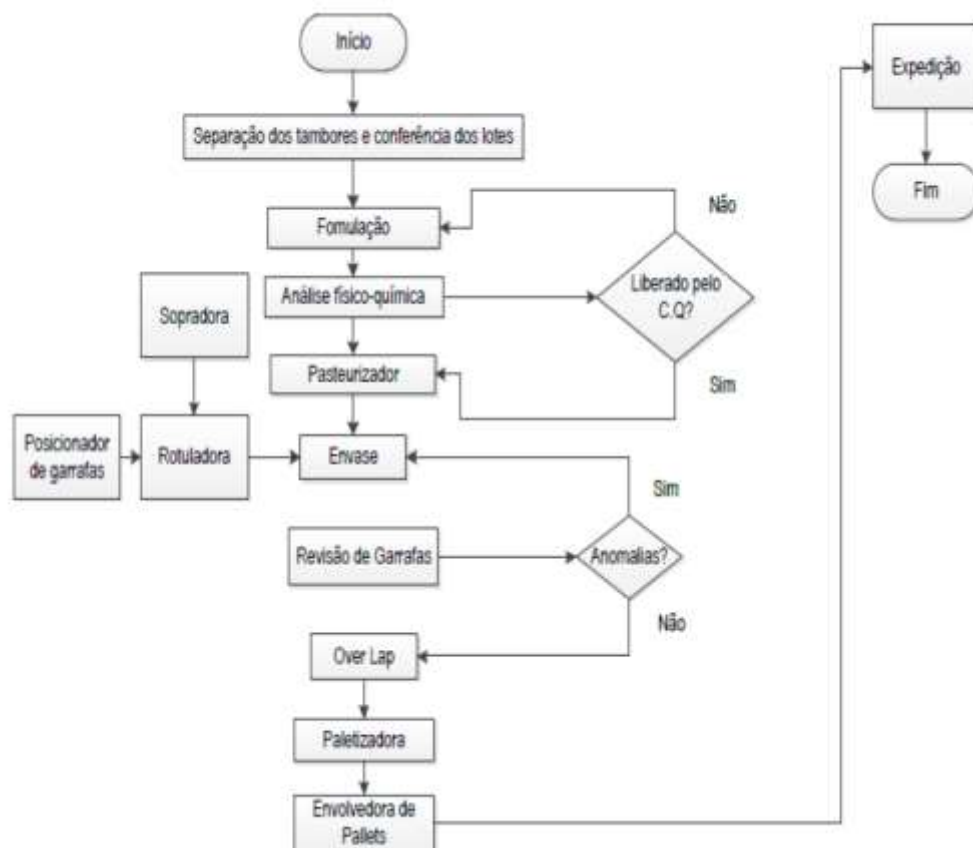 Início
Expedição
Separação dos tambores e conferência dos lotes
Fim
Não
Fomulação
Liberado pelo
C.Q?
Análise físico-química
Sopradora
Pasteurizador
Sim
Posicionador
de garrafas
Rotuladora
Envase
Sim
Revisão de Garrafas
Anomalias?
Não
Over Lap
Paletizadora
Envolvedora de
Pallets